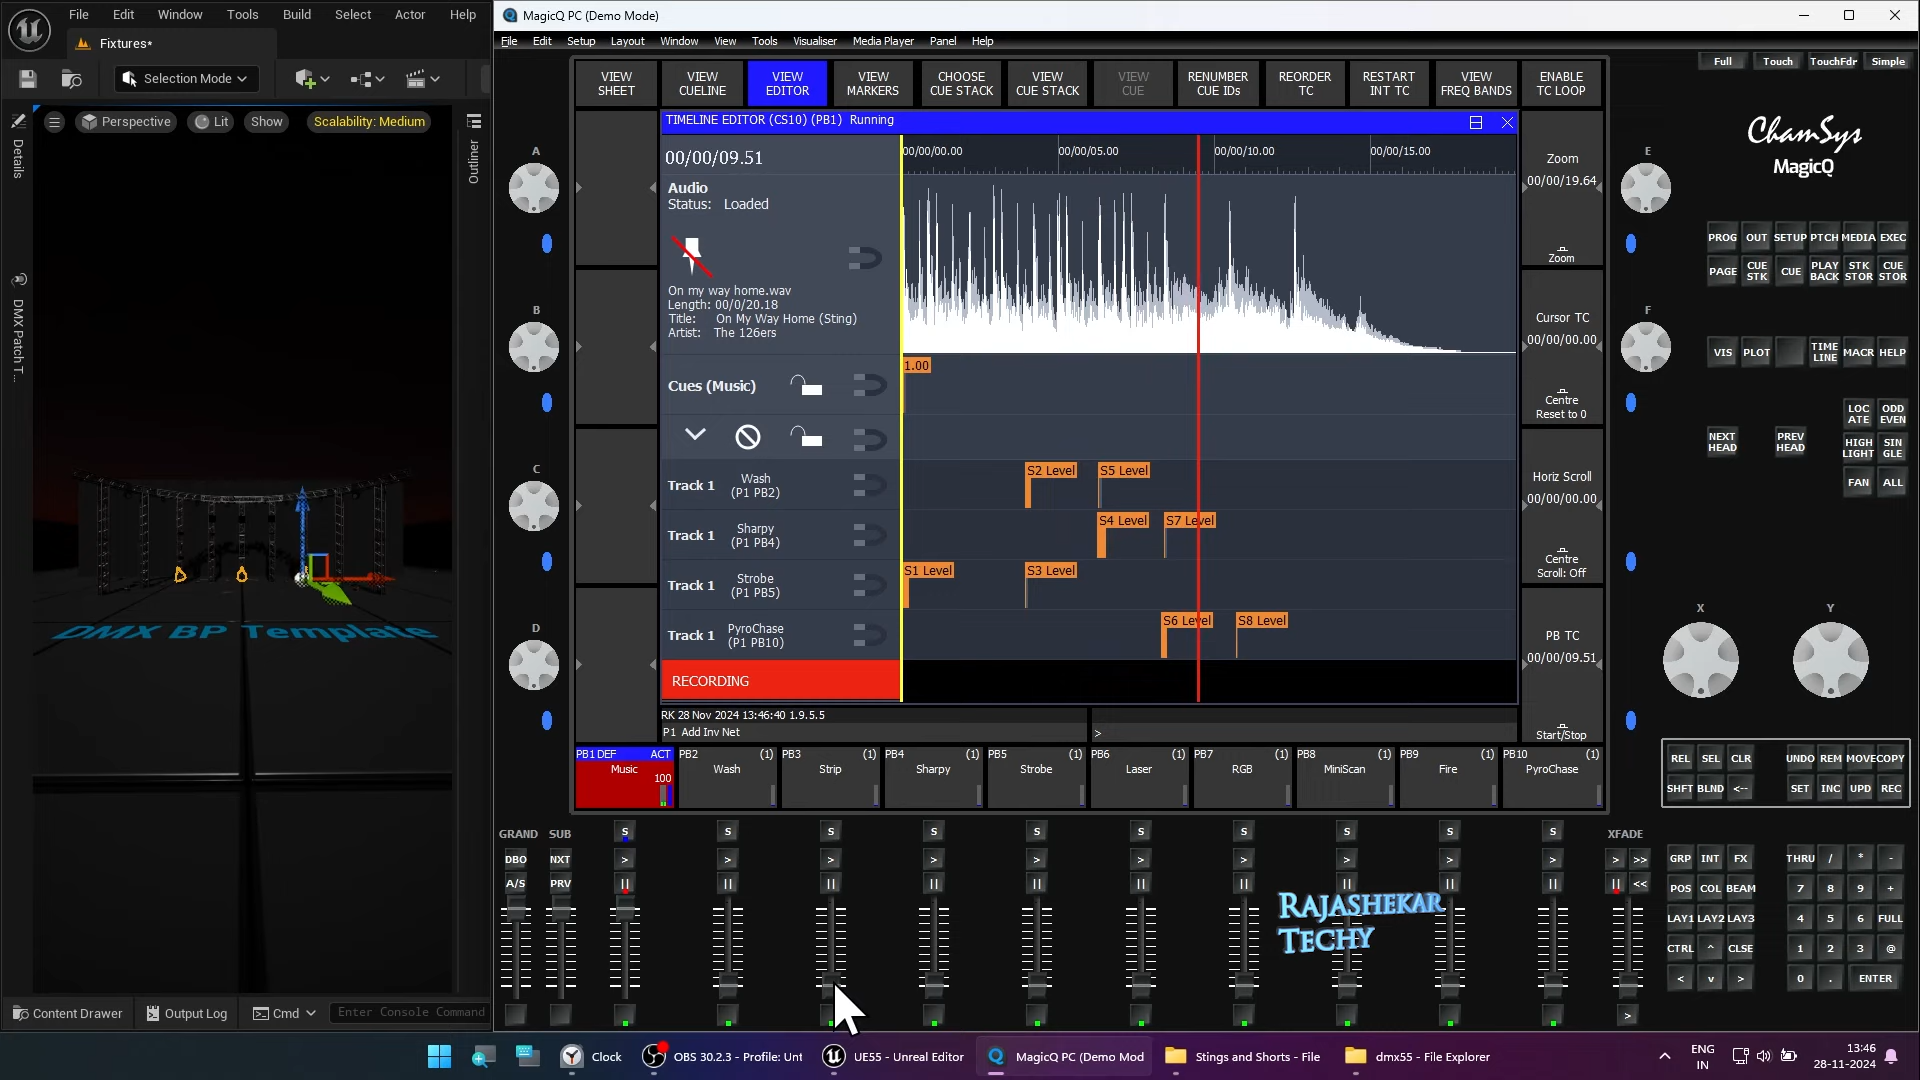 File Edit Window Tools Build Select Actor Help
Fixtures*
Selection Mode
Perspective Lit Show Scalability: Medium
Details
DMX Patch T...
Outliner
DMX BP Template
Content Drawer Output Log Cmd Enter Console Command
MagicQ PC (Demo Mode)
File Edit Setup Layout Window View Tools Visualiser Media Player Panel Help
Full Touch TouchFdr Simple
VIEW SHEET
VIEW CUELINE
VIEW EDITOR
VIEW MARKERS
CHOOSE CUE STACK
VIEW CUE STACK
VIEW CUE
RENUMBER CUE IDs
REORDER TC
RESTART INT TC
VIEW FREQ BANDS
ENABLE TC LOOP
TIMELINE EDITOR (CS10) (PB1) Running
00/00/09.51
00/00/00.00 00/00/05.00 00/00/10.00 00/00/15.00
Audio
Status: Loaded
On my way home.wav
Length: 00/0/20.18
Title: On My Way Home (Sting)
Artist: The 126ers
Cues (Music)
1.00
Track 1 Wash (P1 PB2)
S2 Level S5 Level
Track 1 Sharpy (P1 PB4)
S4 Level S7 Level
Track 1 Strobe (P1 PB5)
S1 Level S3 Level
Track 1 PyroChase (P1 PB10)
S6 Level S8 Level
RECORDING
RK 28 Nov 2024 13:46:40 1.9.5.5
P1 Add Inv Net
>
A
B
C
D
Zoom
00/00/19.64
Zoom
Cursor TC
00/00/00.00
Centre
Reset to 0
Horiz Scroll
00/00/00.00
Centre
Scroll: Off
PB TC
00/00/09.51
Start/Stop
E
F
X Y
ChamSys
MagicQ
PROG OUT SETUP PTCH MEDIA EXEC
PAGE CUE STK CUE PLAY BACK STK STOR CUE STOR
VIS PLOT TIME LINE MACR HELP
LOC ATE ODD EVEN
NEXT HEAD PREV HEAD HIGH LIGHT SIN GLE
FAN ALL
PB1 DEF ACT Music 100
PB2 (1) Wash
PB3 (1) Strip
PB4 (1) Sharpy
PB5 (1) Strobe
PB6 (1) Laser
PB7 (1) RGB
PB8 (1) MiniScan
PB9 (1) Fire
PB10 (1) PyroChase
REL SEL CLR UNDO REM MOVE COPY
SHFT BLND <-- SET INC UPD REC
GRAND SUB S S S S S S S S S S XFADE
DBO NXT > > > > > > > > > > > >>
A/S PRV || || || || || || || || || || || <<
GRP INT FX THRU / * -
POS COL BEAM 7 8 9 +
LAY1 LAY2 LAY3 4 5 6 FULL
CTRL ^ CLSE 1 2 3 @
< v > 0 . ENTER
>
RAJASHEKAR
TECHY
Clock OBS 30.2.3 - Profile: Unt UE55 - Unreal Editor MagicQ PC (Demo Mod Stings and Shorts - File dmx55 - File Explorer
ENG
IN
13:46
28-11-2024